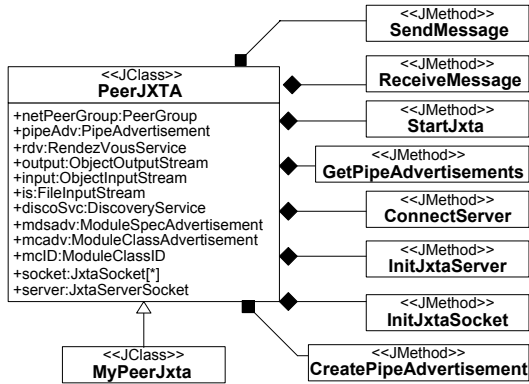 <<JMethod>>
SendMessage
<<JClass>>
PeerJXTA
+netPeerGroup:PeerGroup
+pipeAdv:PipeAdvertisement
+rdv:RendezVousService
+output:ObjectOutputStream
+input:ObjectInputStream
+is:FileInputStream
+discoSvc:DiscoveryService
+mdsadv:ModuleSpecAdvertisement
+mcadv:ModuleClassAdvertisement
+mcID:ModuleClassID
+socket:JxtaSocket[*]
+server:JxtaServerSocket
<<JMethod>>
ReceiveMessage
<<JMethod>>
StartJxta
<<JMethod>>
GetPipeAdvertisements
<<JMethod>>
ConnectServer
<<JMethod>>
InitJxtaServer
<<JMethod>>
InitJxtaSocket
<<JClass>>
MyPeerJxta
<<JMethod>>
CreatePipeAdvertisement